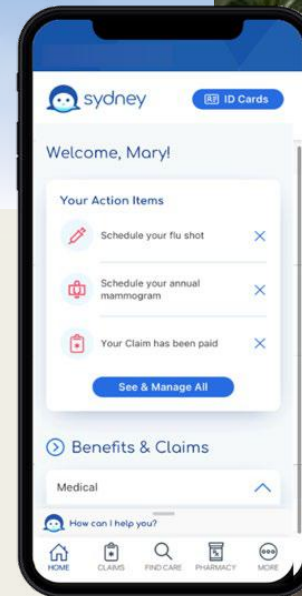 sydney
ID Cards
Welcome, Mary!
Your Action Items
Schedule your flu shot
Schedule your annual
mammogram
Your Claim has been paid
See & Manage All
Benefits & Claims
Medical
How can I help you?
HOME CLAIMS FIND CARE PHARMACY MORE